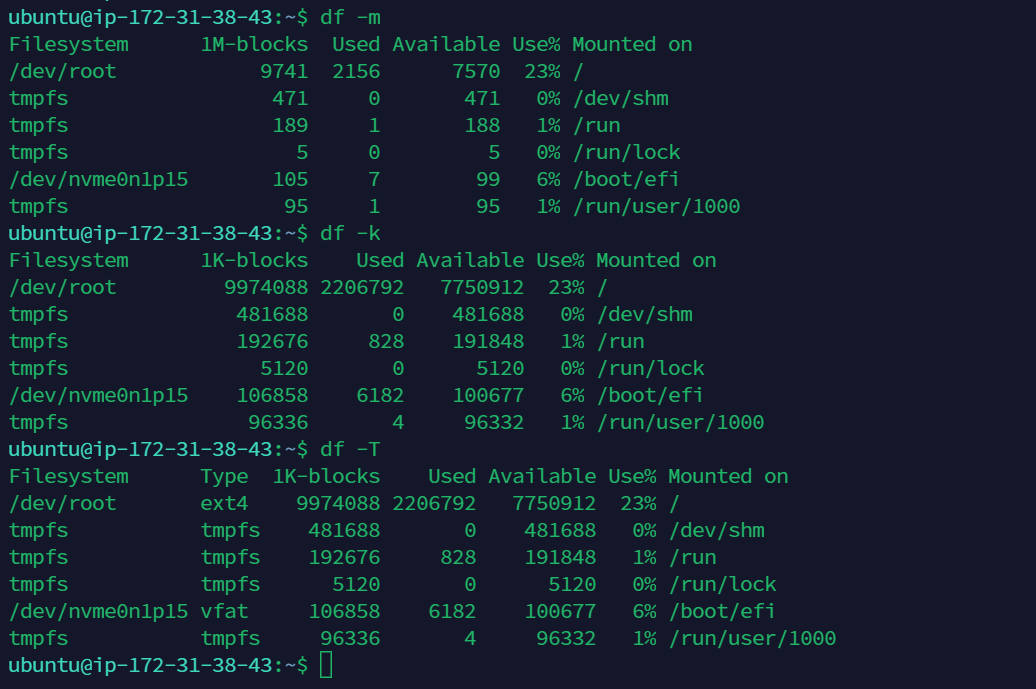 ubuntu@ip-172-31-38-43:~$ df -m
Filesystem      1M-blocks  Used Available Use% Mounted on
/dev/root            9741  2156      7570  23% /
tmpfs                 471     0       471   0% /dev/shm
tmpfs                 189     1       188   1% /run
tmpfs                   5     0         5   0% /run/lock
/dev/nvme0n1p15       105     7        99   6% /boot/efi
tmpfs                  95     1        95   1% /run/user/1000
ubuntu@ip-172-31-38-43:~$ df -k
Filesystem      1K-blocks    Used Available Use% Mounted on
/dev/root         9974088 2206792   7750912  23% /
tmpfs              481688       0    481688   0% /dev/shm
tmpfs              192676     828    191848   1% /run
tmpfs                5120       0      5120   0% /run/lock
/dev/nvme0n1p15    106858    6182    100677   6% /boot/efi
tmpfs               96336       4     96332   1% /run/user/1000
ubuntu@ip-172-31-38-43:~$ df -T
Filesystem      Type  1K-blocks    Used Available Use% Mounted on
/dev/root       ext4    9974088 2206792   7750912  23% /
tmpfs           tmpfs    481688       0    481688   0% /dev/shm
tmpfs           tmpfs    192676     828    191848   1% /run
tmpfs           tmpfs      5120       0      5120   0% /run/lock
/dev/nvme0n1p15 vfat     106858    6182    100677   6% /boot/efi
tmpfs           tmpfs     96336       4     96332   1% /run/user/1000
ubuntu@ip-172-31-38-43:~$